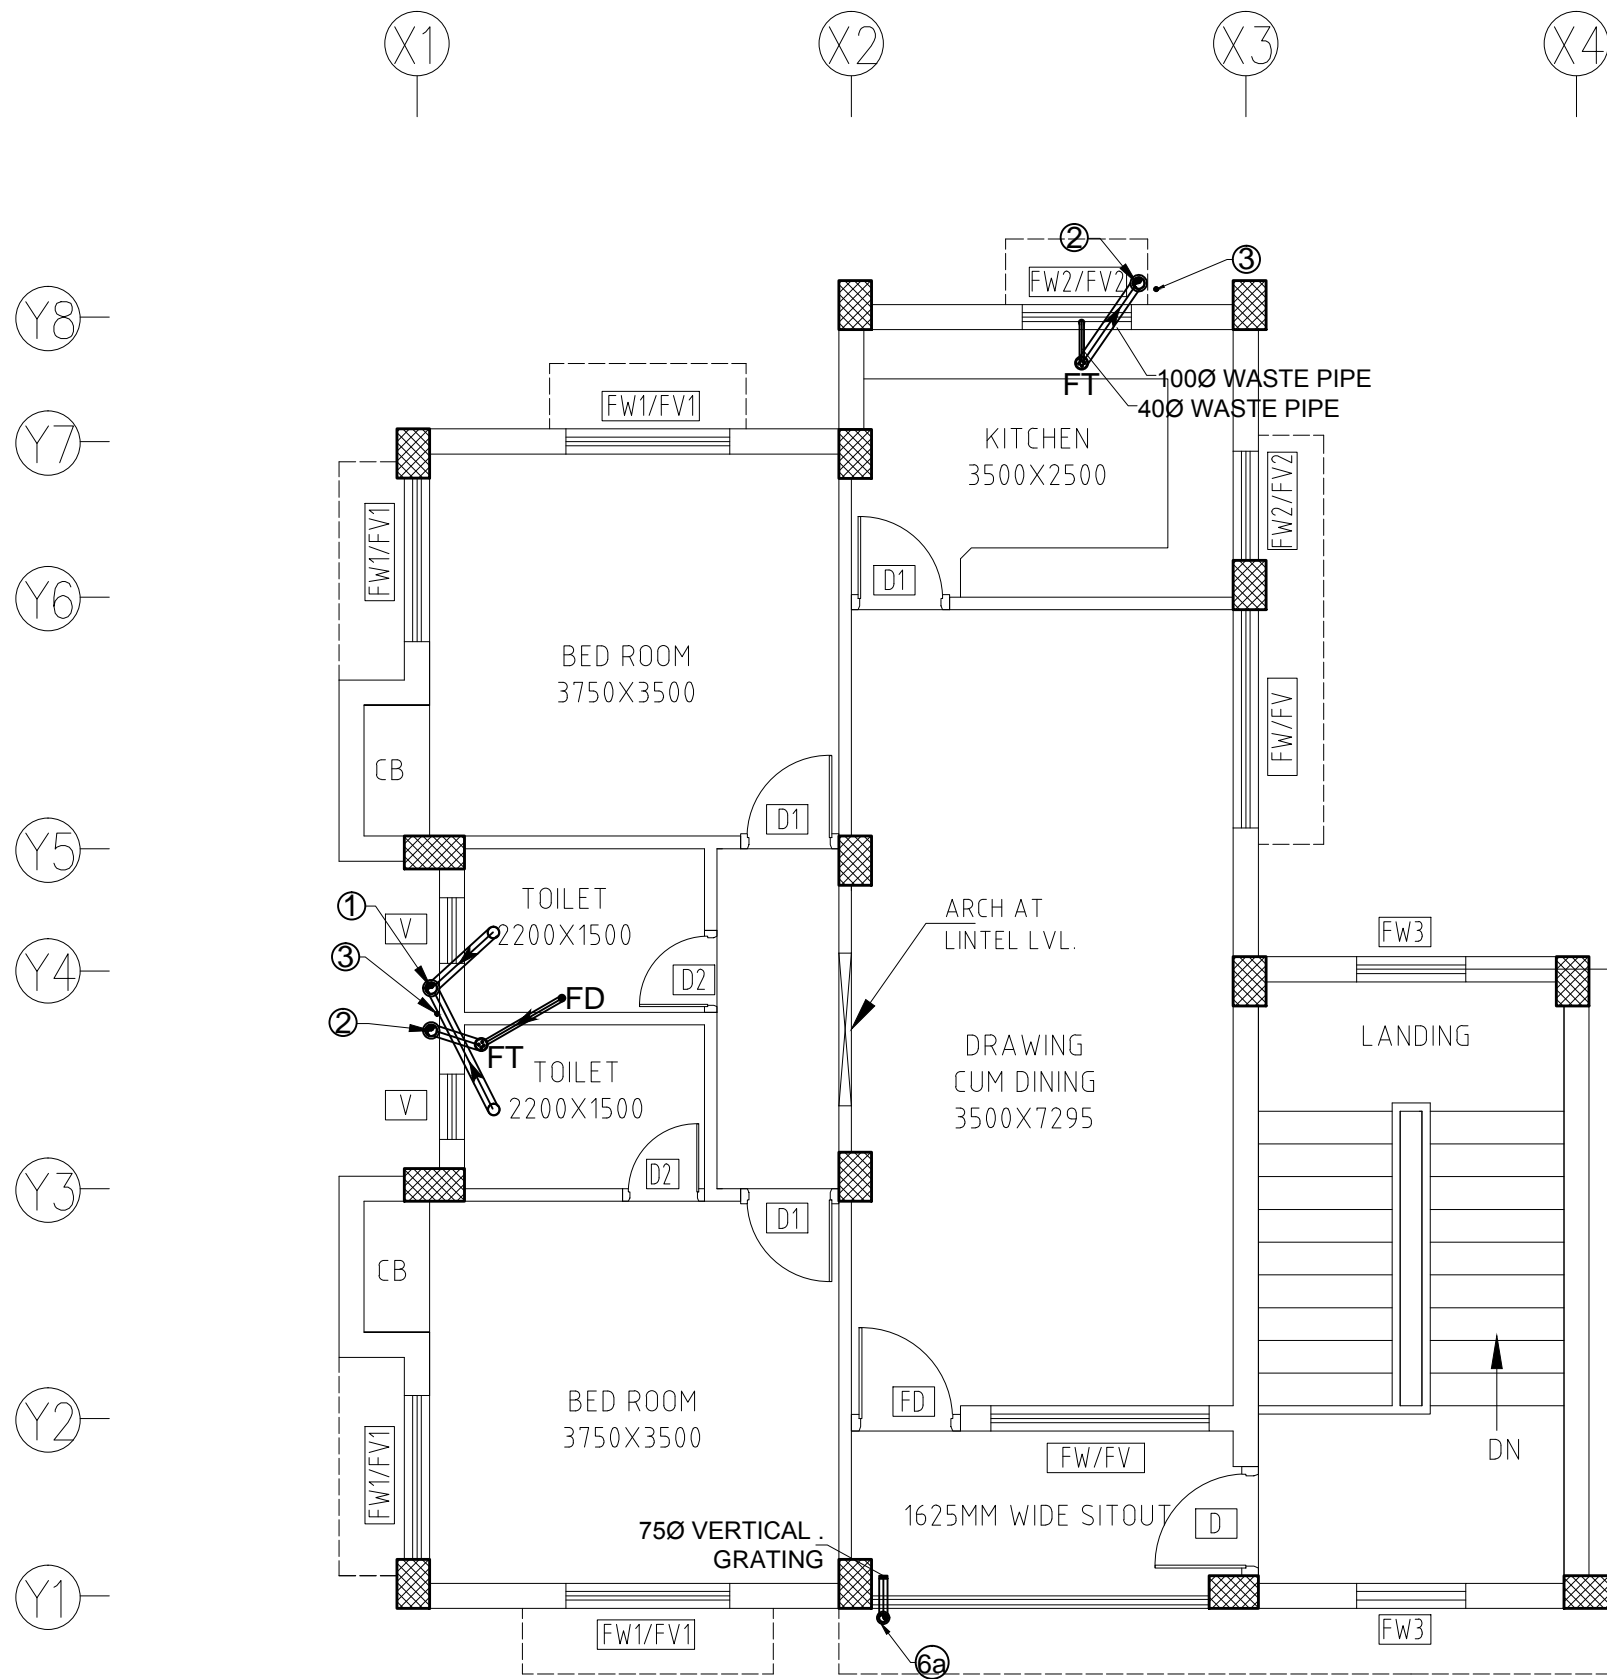 X1
X2
X3
X4
2
3
FW2/FV2
Y8
100Ø WASTE PIPE
FT
40Ø WASTE PIPE
FW1/FV1
Y7
KITCHEN
3500X2500
FW2/FV2
FW1/FV1
D1
Y6
BED ROOM
3750X3500
FW/FV
CB
D1
Y5
TOILET
2200X1500
1
V
ARCH AT
LINTEL LVL.
FW3
3
Y4
D2
FD
2
FT
LANDING
DRAWING
CUM DINING
3500X7295
TOILET
2200X1500
V
D2
Y3
D1
CB
BED ROOM
3750X3500
FD
Y2
DN
FW/FV
FW1/FV1
1625MM WIDE SITOUT
D
75Ø VERTICAL .
GRATING
Y1
FW1/FV1
FW3
6a